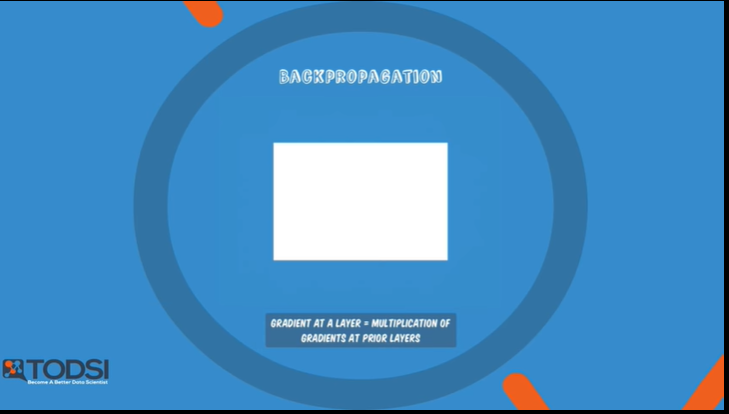 BACKPROPAGATION
GRADIENT AT A LAYER = MULTIPLICATION OF
GRADIENTS AT PRIOR LAYERS
TODSI
Become A Better Data Scientist